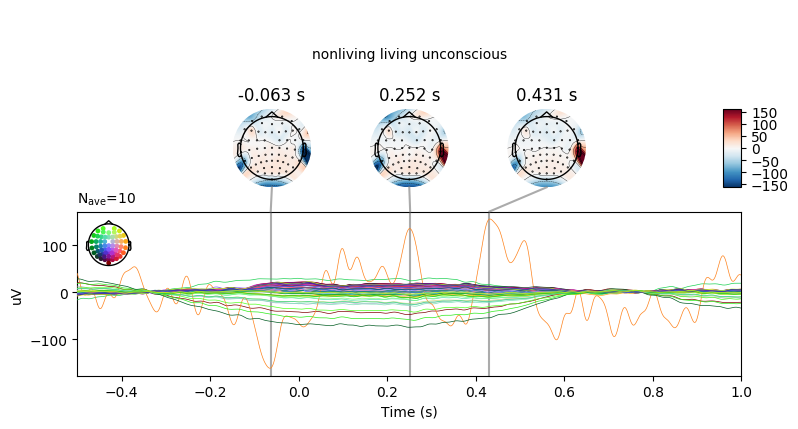 nonliving living unconscious
-0.063 s 0.252 s 0.431 s
150
100
50
0
−50
−100
−150
Nave=10
100
0
−100
uV
−0.4 −0.2 0.0 0.2 0.4 0.6 0.8 1.0
Time (s)